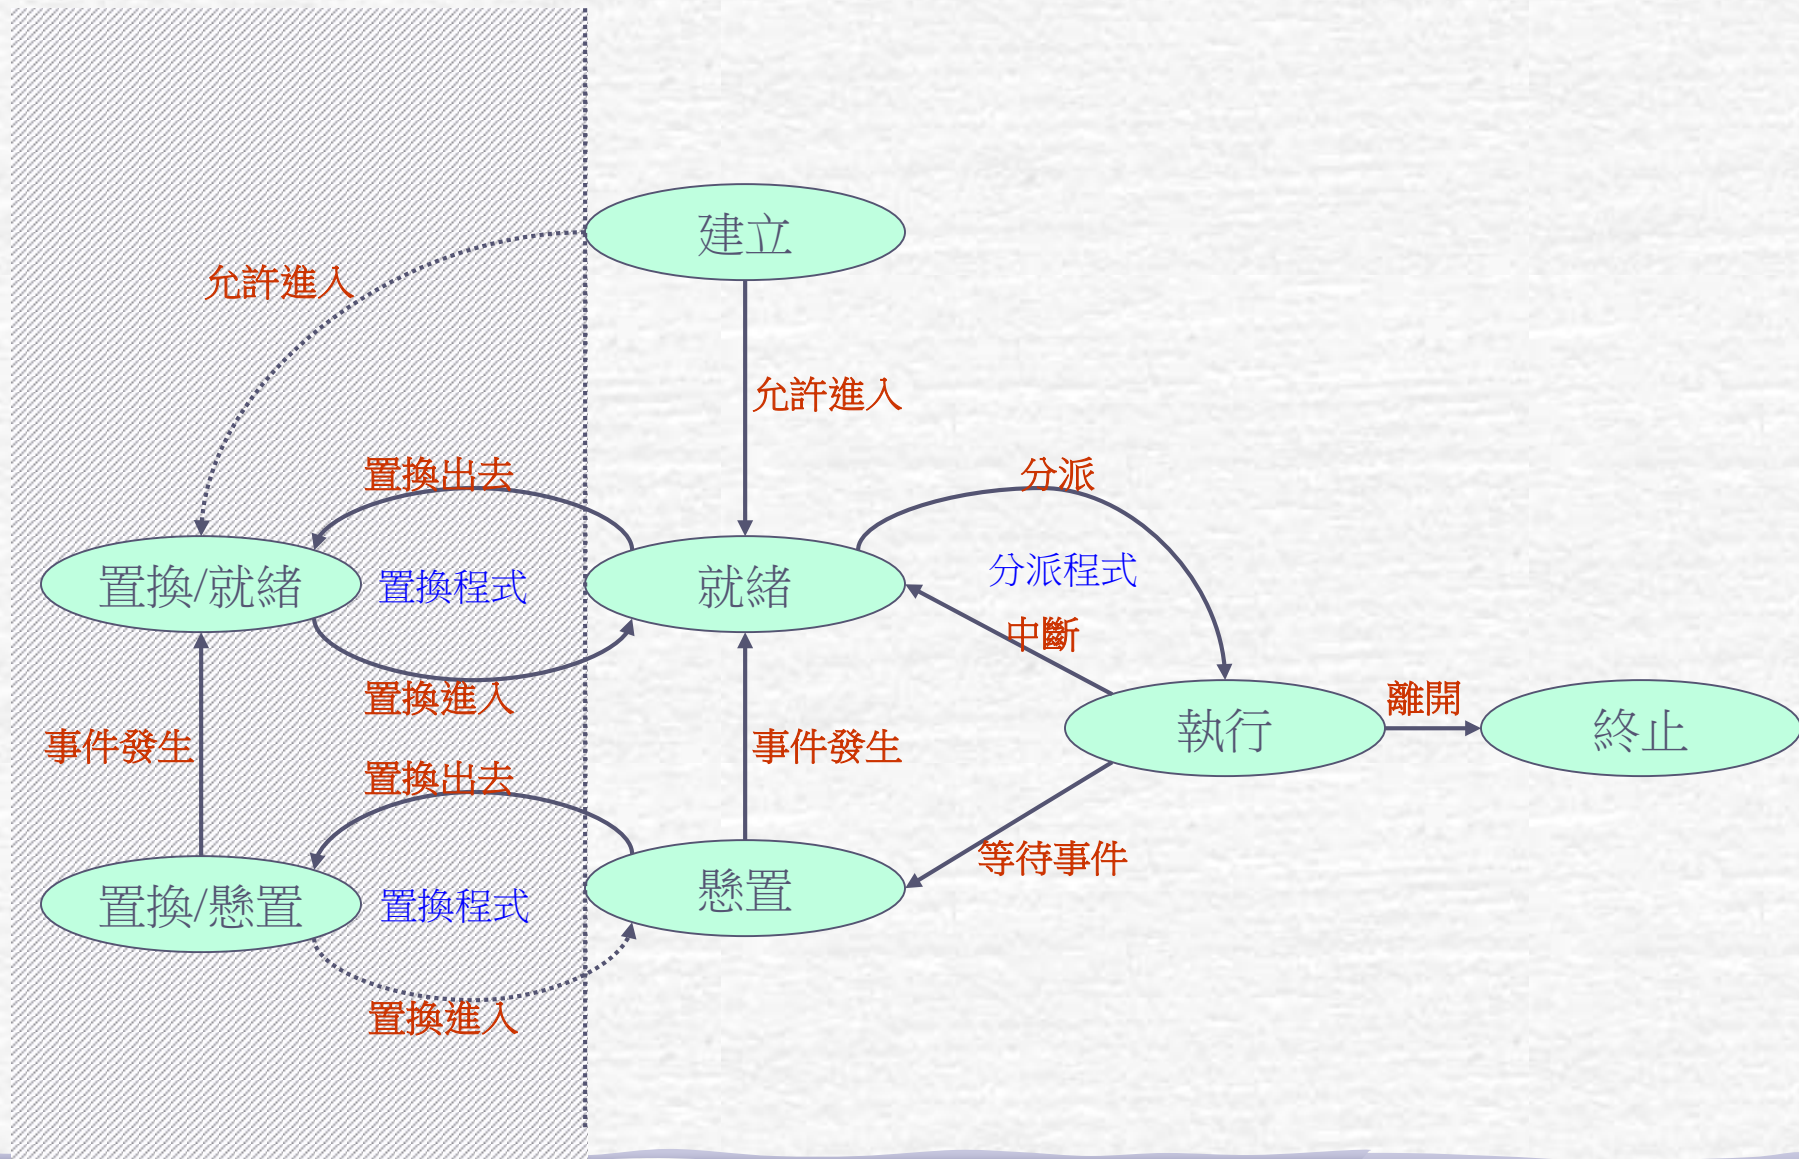 建立
允許進入
允許進入
置換出去
分派
分派程式
置換/就緒
置換程式
就緒
中斷
置換進入
離開
事件發生
事件發生
執行
終止
置換出去
等待事件
置換/懸置
置換程式
懸置
置換進入